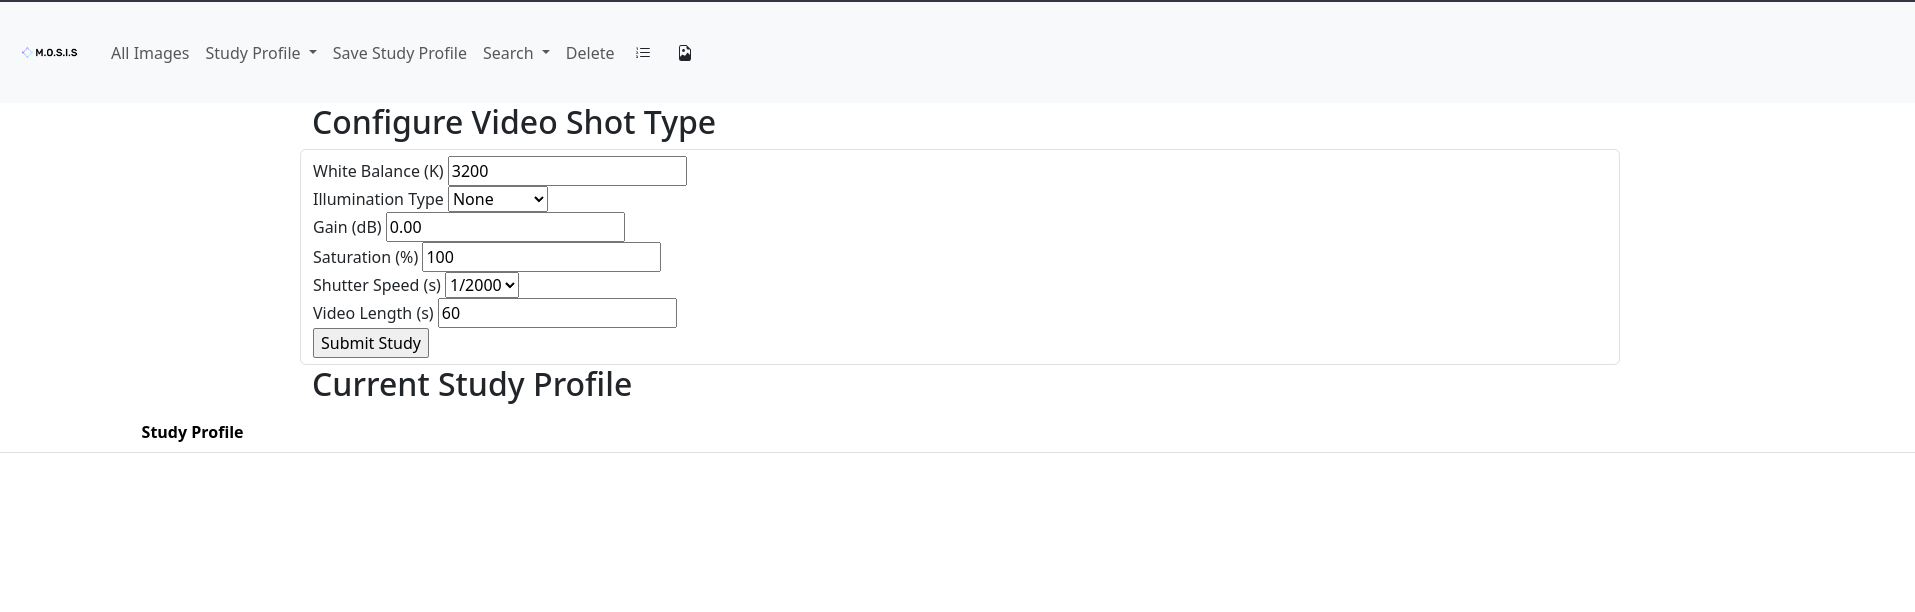 M.O.S.I.S All Images Study Profile Save Study Profile Search Delete
Configure Video Shot Type
White Balance (K) 3200
Illumination Type None
Gain (dB) 0.00
Saturation (%) 100
Shutter Speed (s) 1/2000
Video Length (s) 60
Submit Study
Current Study Profile
Study Profile